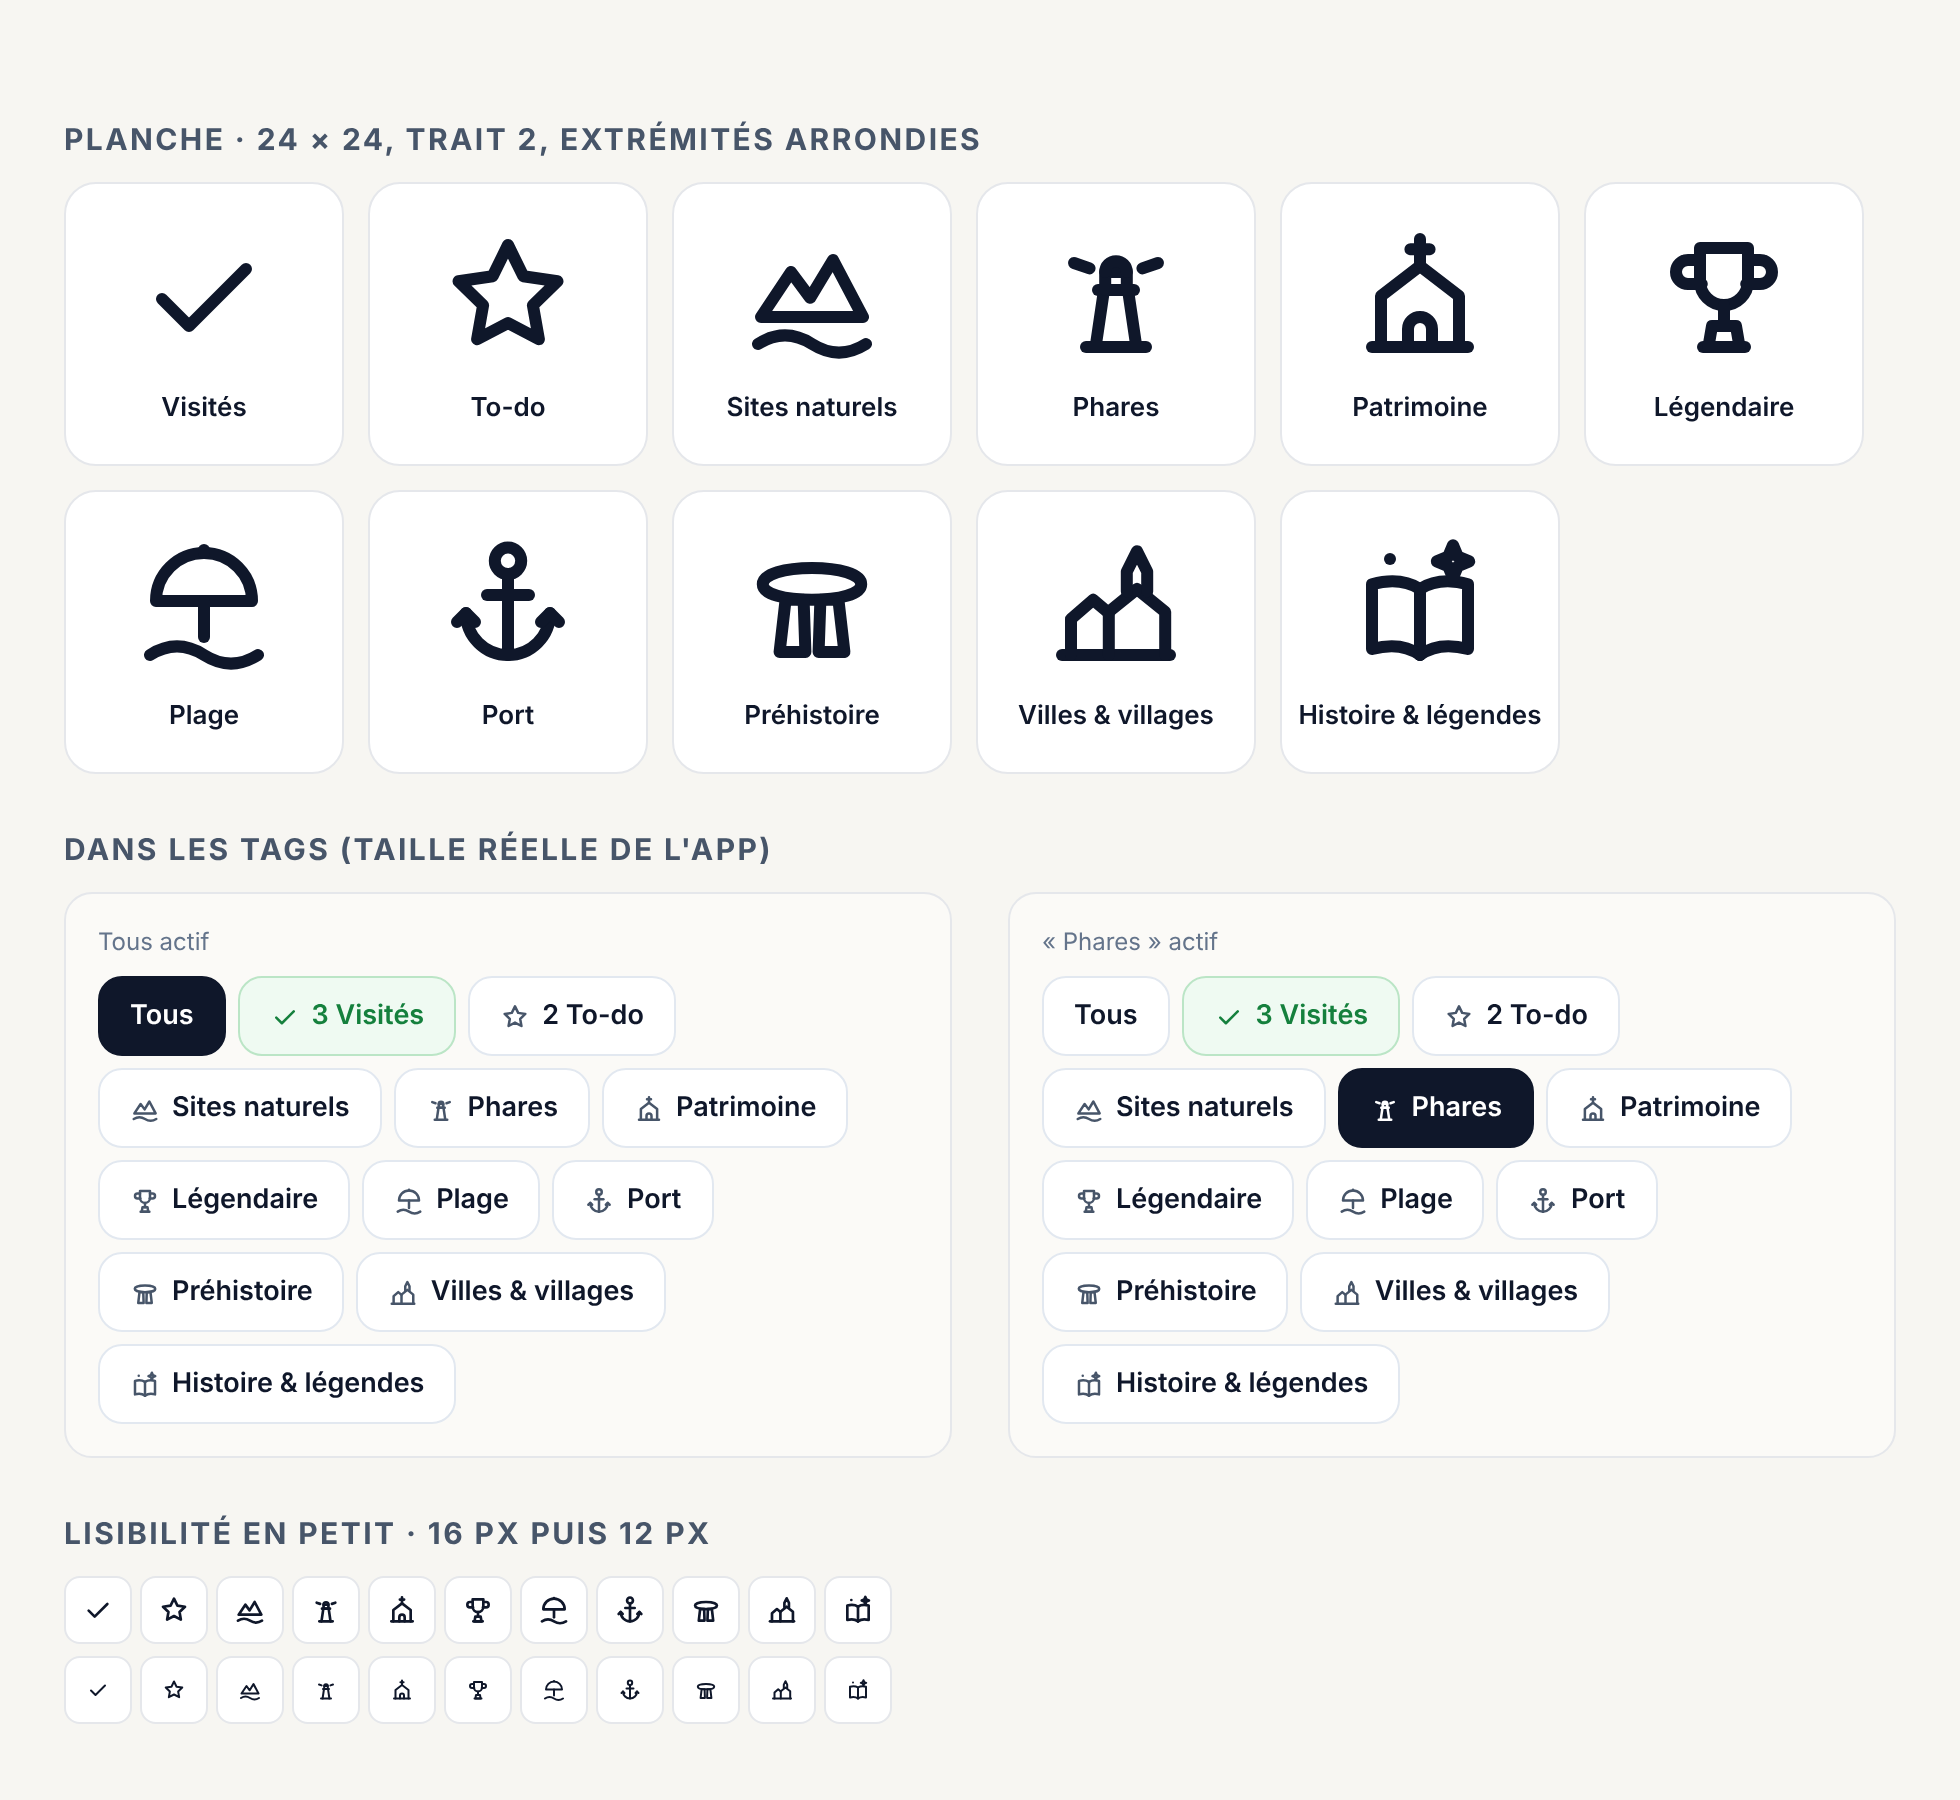 PLANCHE · 24 × 24, TRAIT 2, EXTRÉMITÉS ARRONDIES
Visités
To-do
Sites naturels
Phares
Patrimoine
Légendaire
Plage
Port
Préhistoire
Villes & villages
Histoire & légendes
DANS LES TAGS (TAILLE RÉELLE DE L'APP)
Tous actif
Tous
3 Visités
2 To-do
Sites naturels
Phares
Patrimoine
Légendaire
Plage
Port
Préhistoire
Villes & villages
Histoire & légendes
« Phares » actif
Tous
3 Visités
2 To-do
Sites naturels
Phares
Patrimoine
Légendaire
Plage
Port
Préhistoire
Villes & villages
Histoire & légendes
LISIBILITÉ EN PETIT · 16 PX PUIS 12 PX